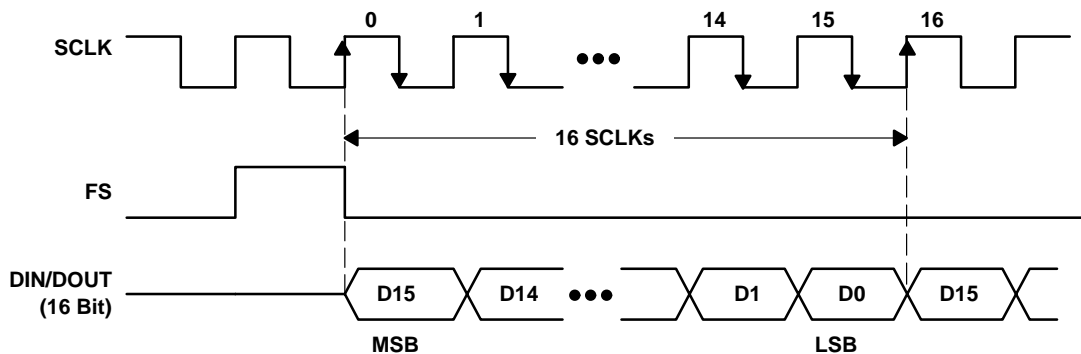 0 1 14 15 16
SCLK
16 SCLKs
FS
DIN/DOUT
(16 Bit)
D15 D14 D1 D0 D15
MSB LSB